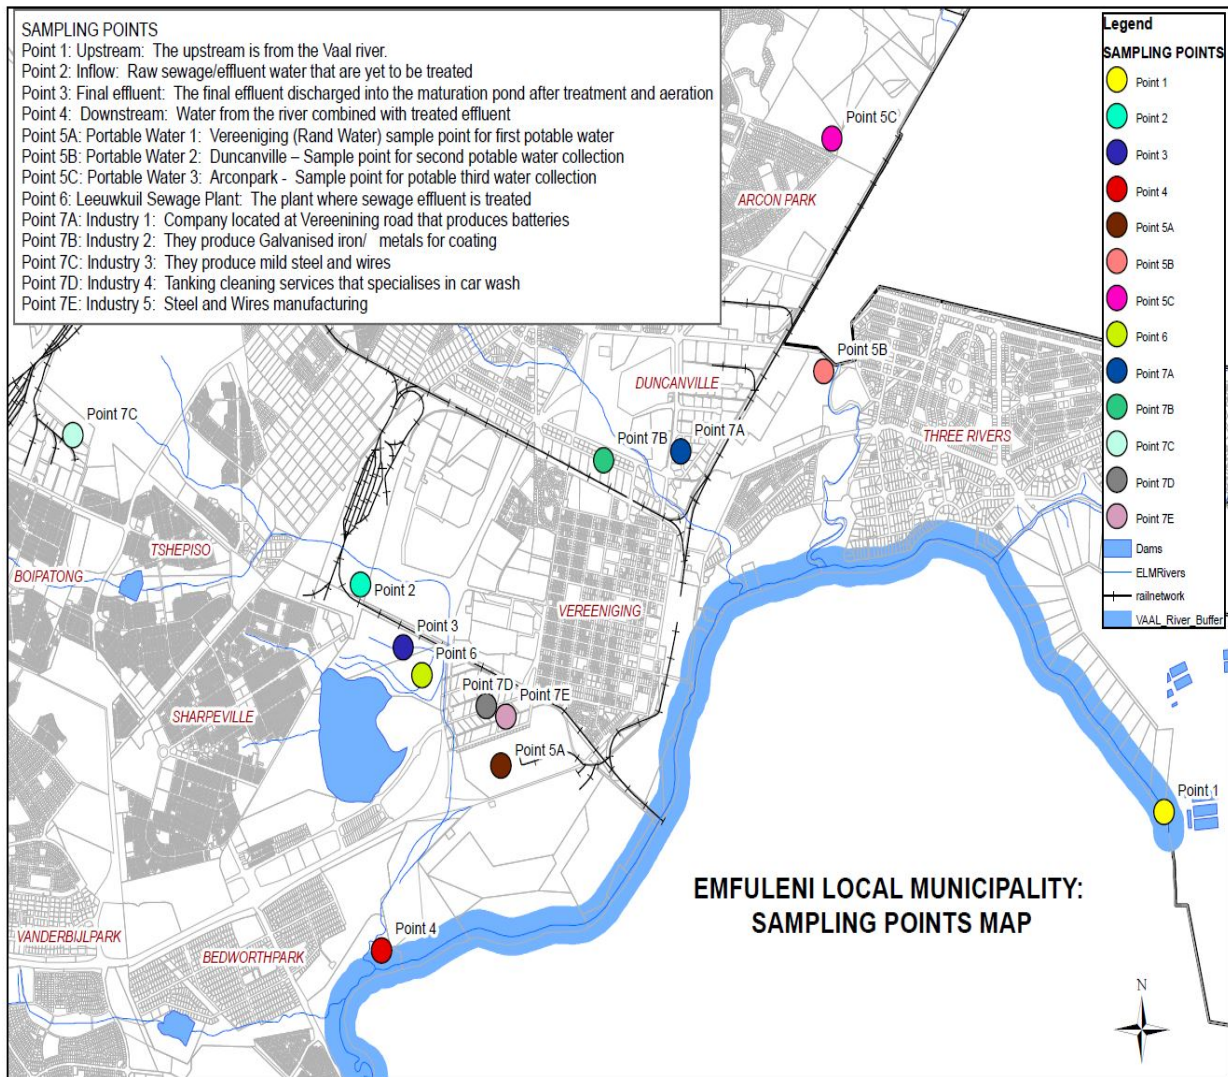 SAMPLING POINTS
Point 1: Upstream: The upstream is from the Vaal river.
Point 2: Inflow: Raw sewage/effluent water that are yet to be treated
Point 3: Final effluent: The final effluent discharged into the maturation pond after treatment and aeration
Point 4: Downstream: Water from the river combined with treated effluent
Point 5A: Portable Water 1: Vereeniging (Rand Water) sample point for first potable water
Point 5B: Portable Water 2: Duncanville – Sample point for second potable water collection
Point 5C: Portable Water 3: Arconpark - Sample point for potable third water collection
Point 6: Leeuwkuil Sewage Plant: The plant where sewage effluent is treated
Point 7A: Industry 1: Company located at Vereenining road that produces batteries
Point 7B: Industry 2: They produce Galvanised iron/ metals for coating
Point 7C: Industry 3: They produce mild steel and wires
Point 7D: Industry 4: Tanking cleaning services that specialises in car wash
Point 7E: Industry 5: Steel and Wires manufacturing
Legend
SAMPLING POINTS
Point 1
Point 2
Point 3
Point 4
Point 5A
Point 5B
Point 5C
Point 6
Point 7A
Point 7B
Point 7C
Point 7D
Point 7E
Dams
ELMRivers
railnetwork
VAAL_River_Buffer
Point 5C
ARCON PARK
Point 5B
DUNCANVILLE
Point 7C
Point 7B
Point 7A
THREE RIVERS
TSHEPISO
BOIPATONG
Point 2
VEREENIGING
Point 3
Point 6
Point 7D
Point 7E
SHARPEVILLE
Point 5A
Point 1
EMFULENI LOCAL MUNICIPALITY:
SAMPLING POINTS MAP
Point 4
VANDERBIJLPARK
BEDWORTHPARK
N